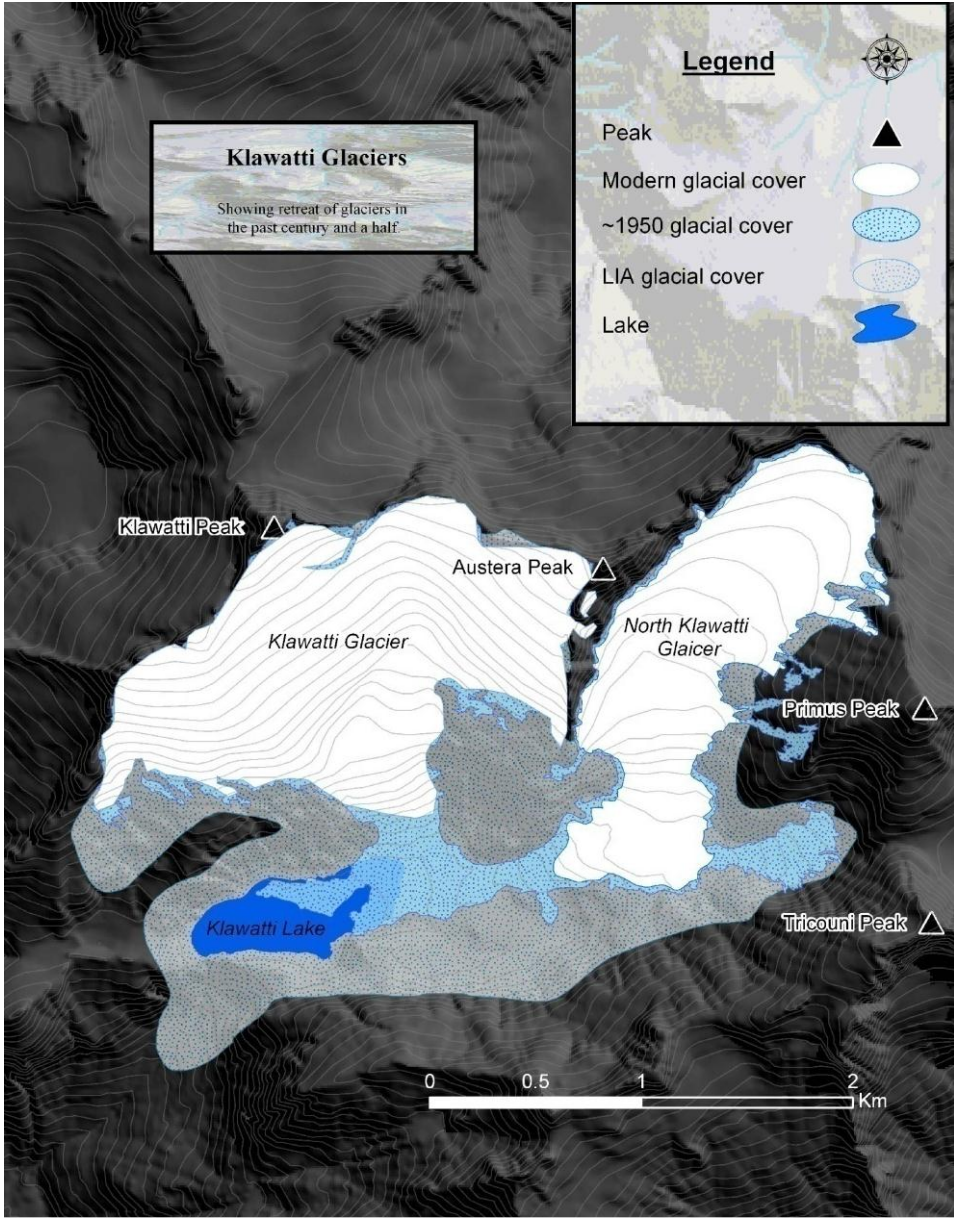 Legend
Peak
Modern glacial cover
~1950 glacial cover
LIA glacial cover
Lake
Klawatti Glaciers
Showing retreat of glaciers in
the past century and a half
Klawatti Peak
Austera Peak
Klawatti Glacier
North Klawatti
Glaicer
Primus Peak
Klawatti Lake
Tricouni Peak
0 0.5 1 2
Km